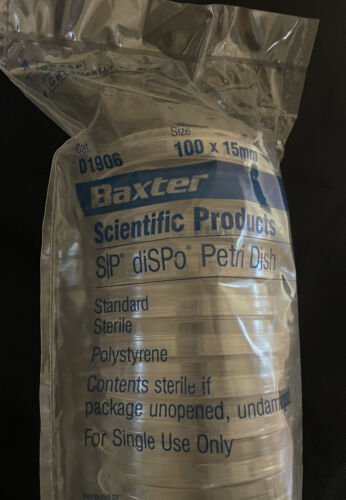 Cat.
D1906
Size
100 x 15mm
Baxter
Scientific Products
S|P® diSPo® Petri Dish
Standard
Sterile
Polystyrene
Contents sterile if
package unopened, undamaged
For Single Use Only